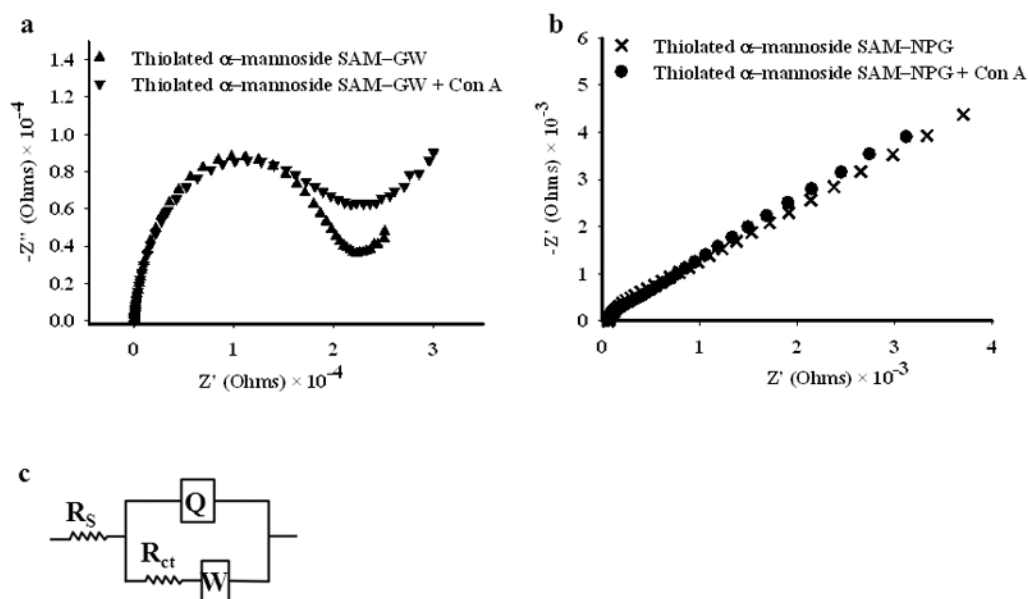 a
-Z" (Ohms) × 10⁻⁴
1.4
1.2
1.0
0.8
0.6
0.4
0.2
0.0
▲ Thiolated α–mannoside SAM–GW
▼ Thiolated α–mannoside SAM–GW + Con A
0 1 2 3
Z' (Ohms) × 10⁻⁴
b
-Z' (Ohms) × 10⁻³
6
5
4
3
2
1
0
× Thiolated α–mannoside SAM–NPG
● Thiolated α–mannoside SAM–NPG + Con A
0 1 2 3 4
Z' (Ohms) × 10⁻³
c
R_S
Q
R_ct
W